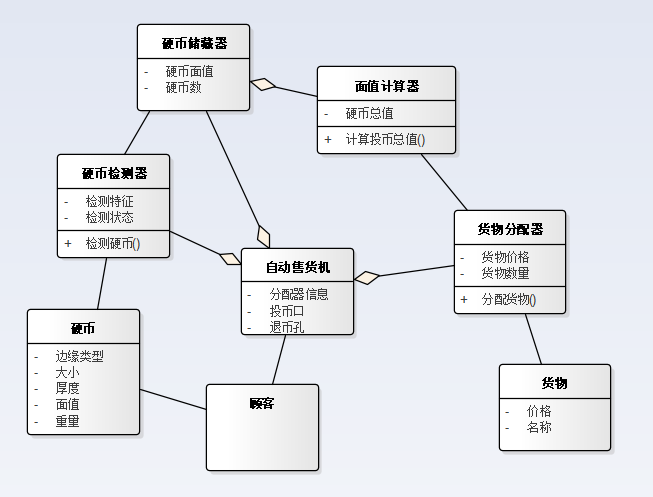 硬币储藏器
- 硬币面值
- 硬币数
面值计算器
- 硬币总值
+ 计算投币总值()
硬币检测器
- 检测特征
- 检测状态
+ 检测硬币()
货物分配器
- 货物价格
- 货物数量
+ 分配货物()
自动售货机
- 分配器信息
- 投币口
- 退币孔
硬币
- 边缘类型
- 大小
- 厚度
- 面值
- 重量
顾客
货物
- 价格
- 名称